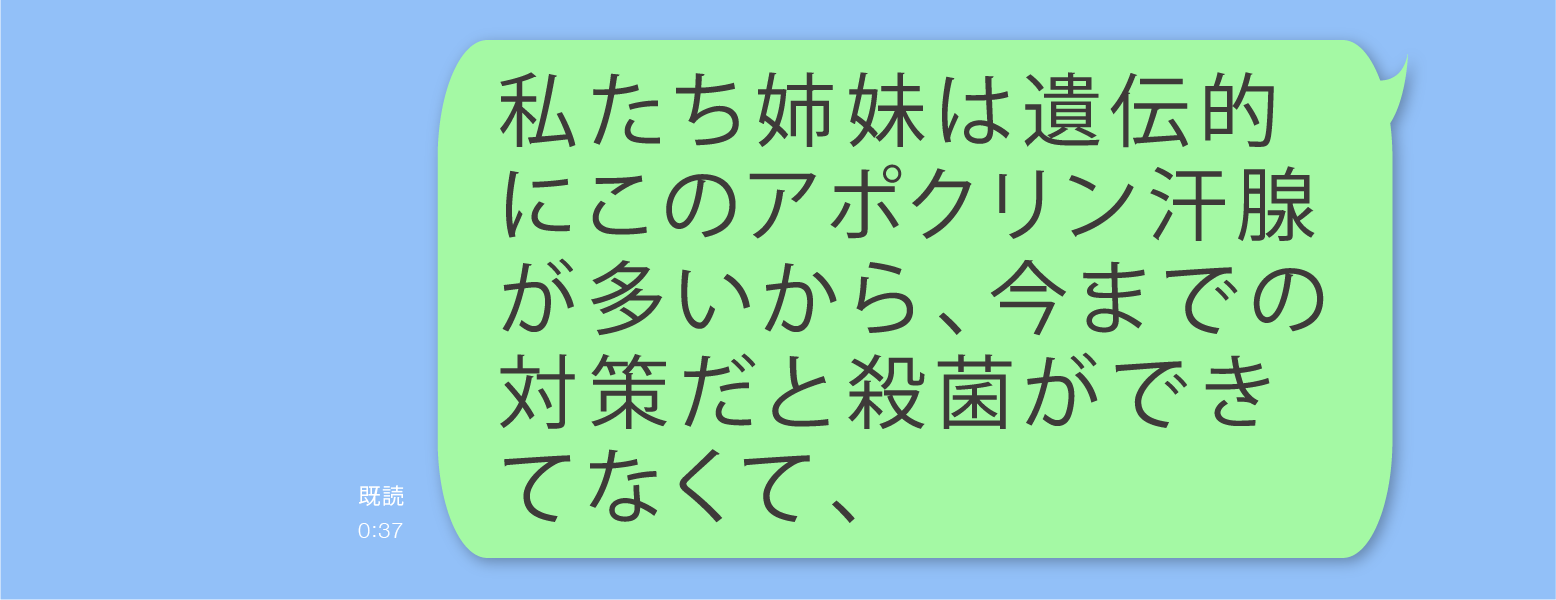 私たち姉妹は遺伝的
にこのアポクリン汗腺
が多いから、今までの
対策だと殺菌ができ
てなくて、
既読
0:37